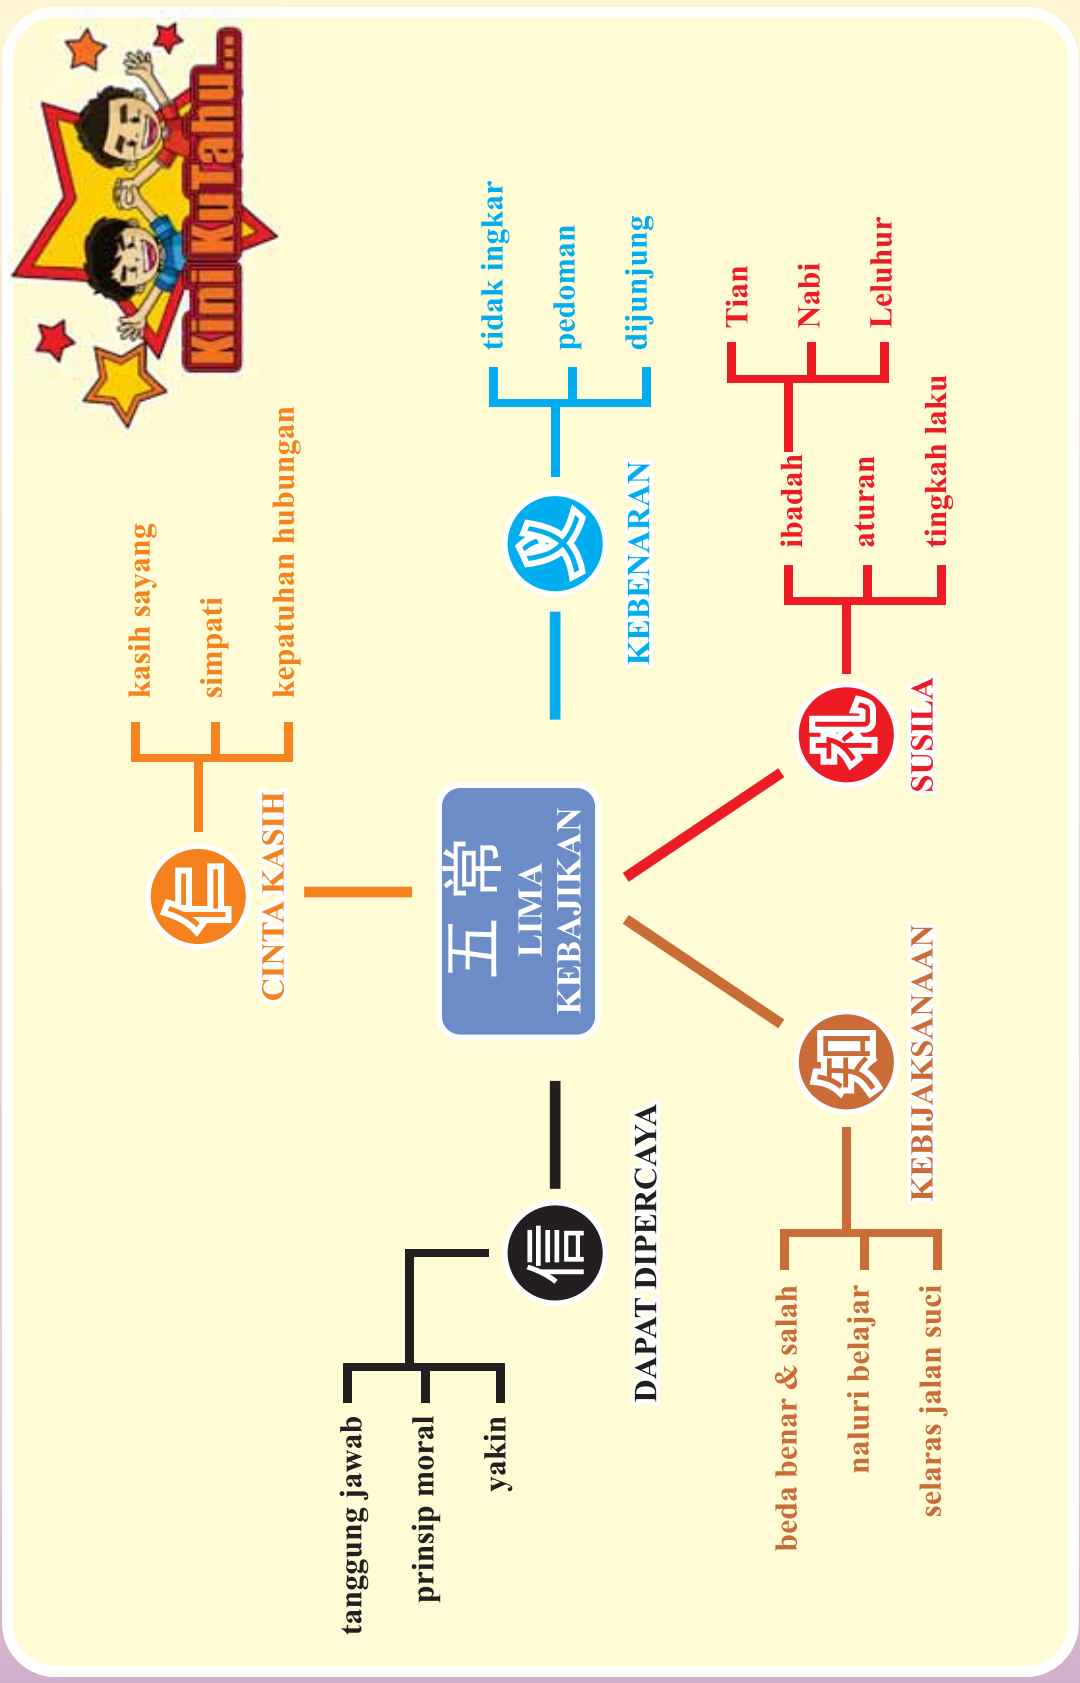 Kini KuTahu...
五常
LIMA
KEBAJIKAN
仁
CINTA KASIH
kasih sayang
simpati
kepatuhan hubungan
义
KEBENARAN
tidak ingkar
pedoman
dijunjung
礼
SUSILA
ibadah
aturan
tingkah laku
Tian
Nabi
Leluhur
知
KEBIJAKSANAAN
beda benar & salah
naluri belajar
selaras jalan suci
信
DAPAT DIPERCAYA
tanggung jawab
prinsip moral
yakin